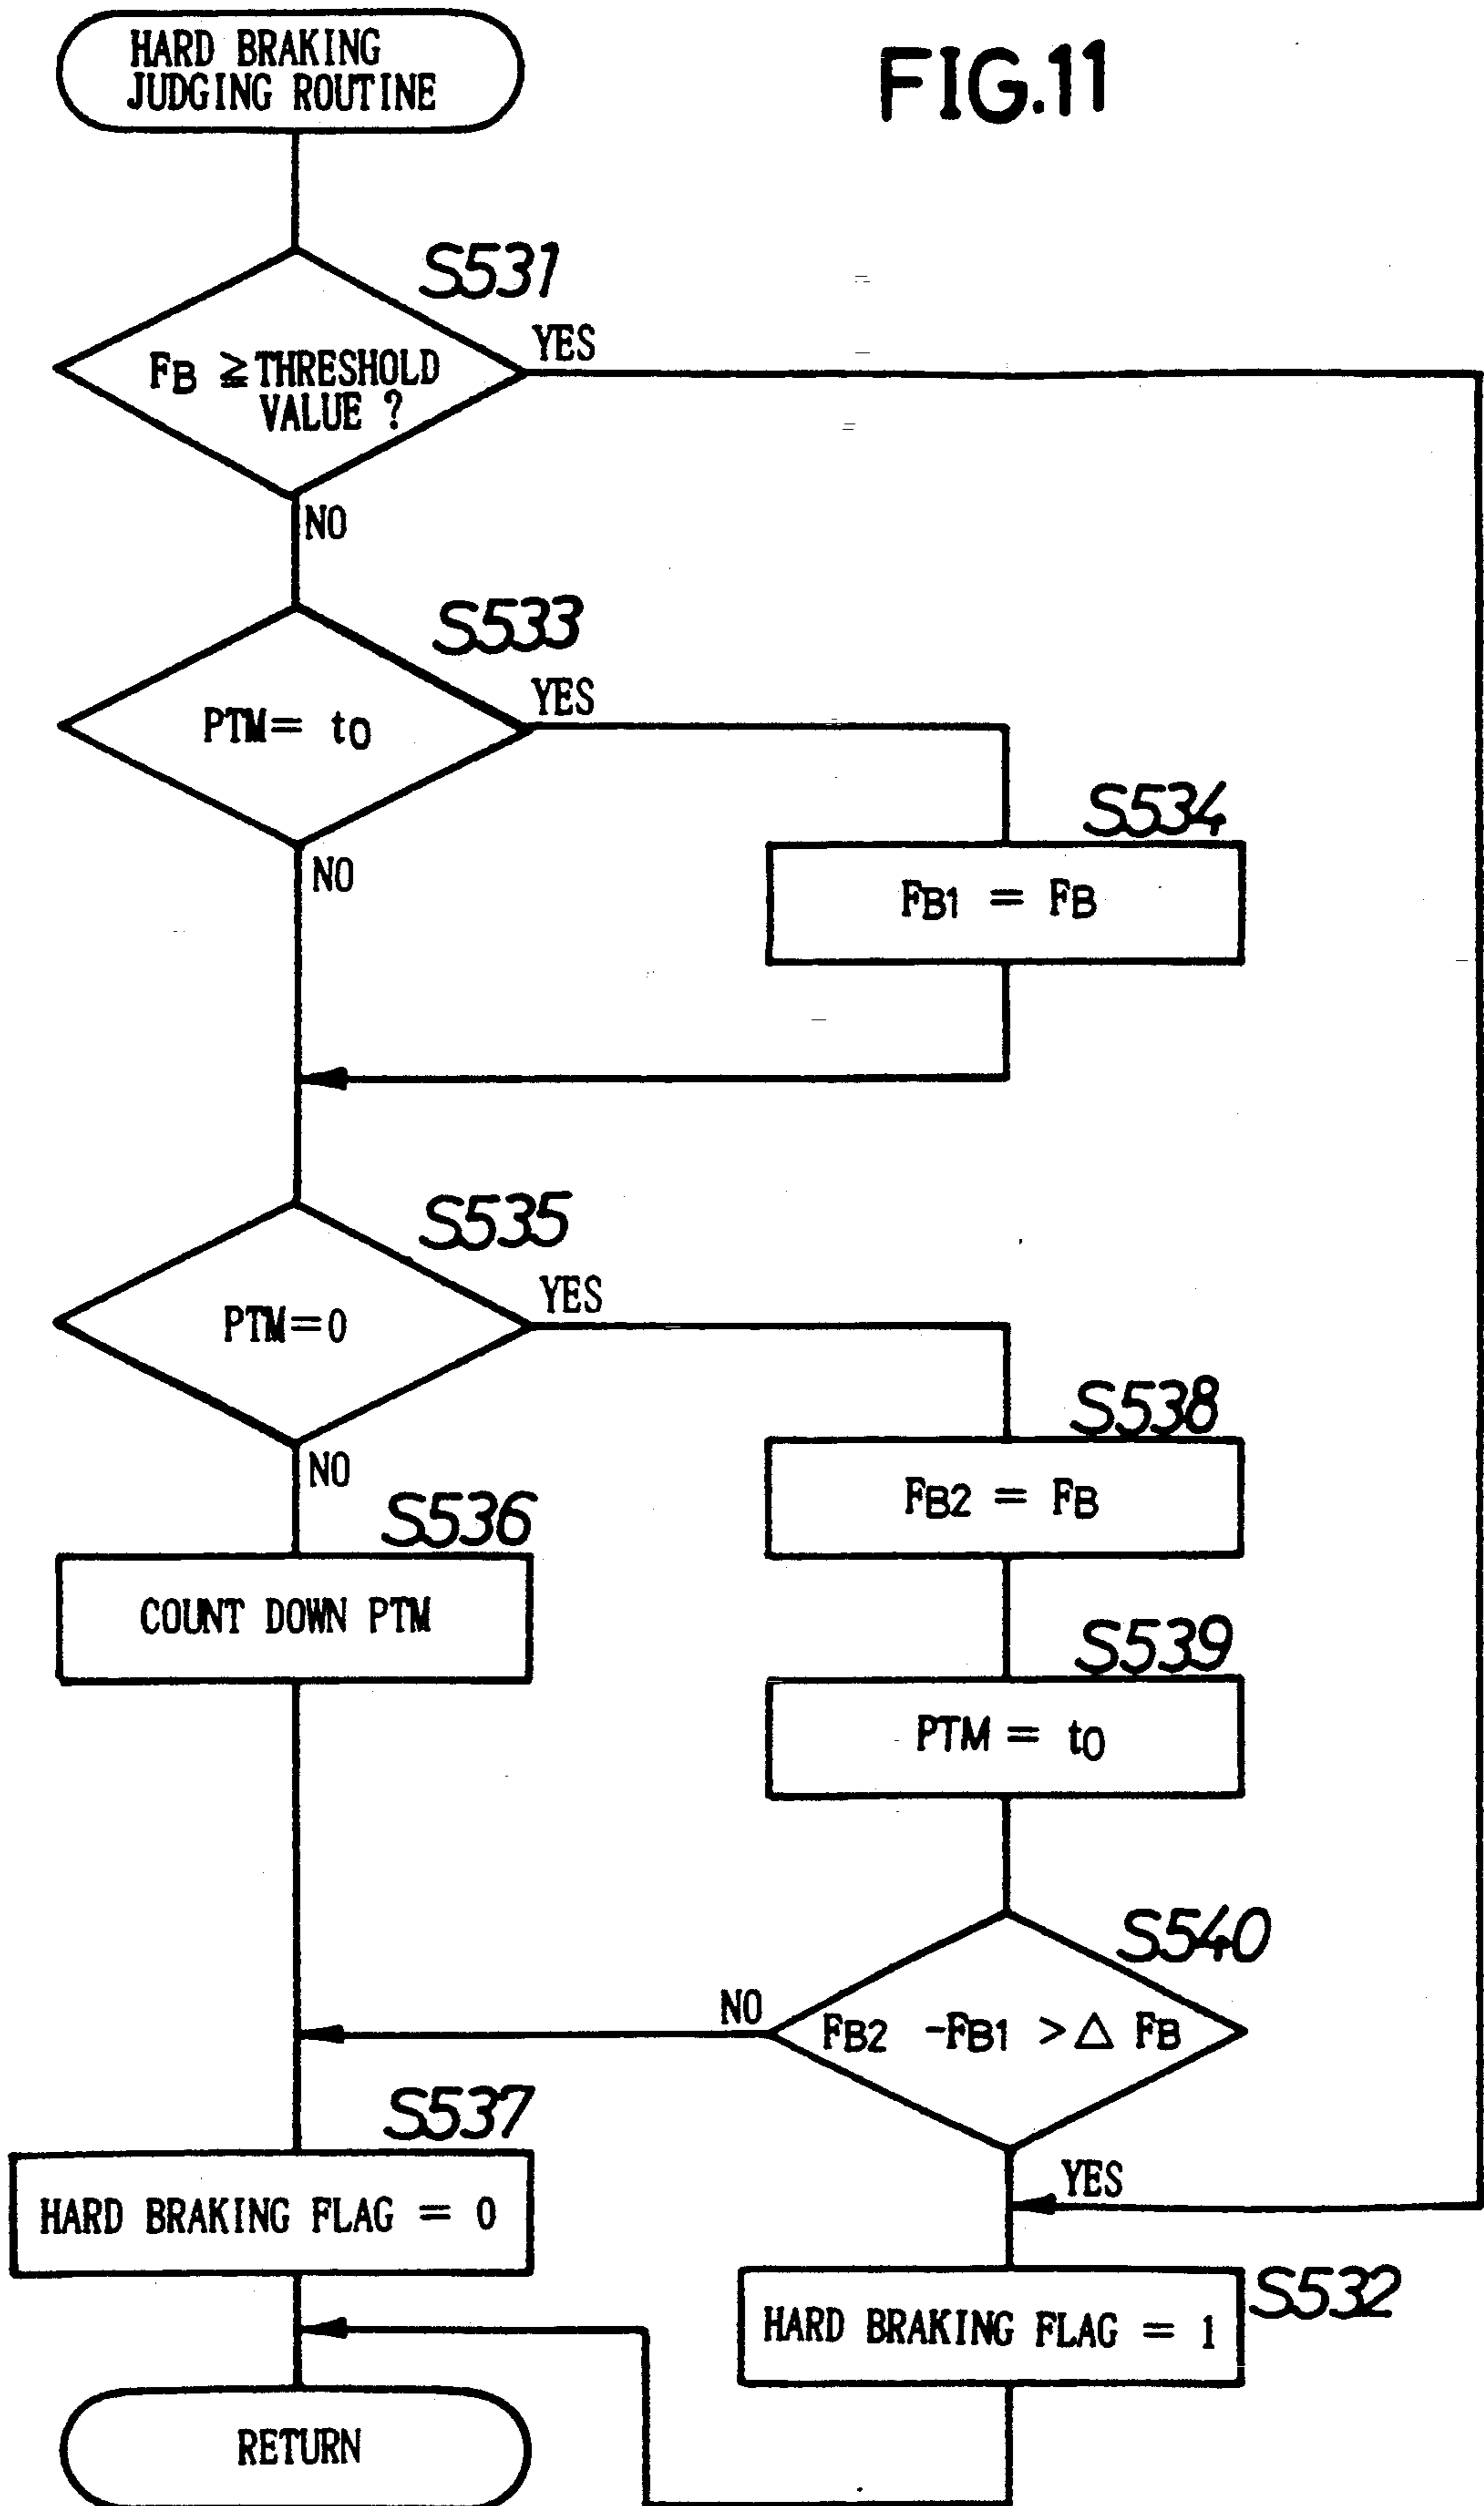 HARD BRAKING
JUDGING ROUTINE
FIG.11
S531
FB ≧THRESHOLD
VALUE ?
YES
NO
S533
PTM= to
YES
NO
S534
FB1 = FB
S535
PTM=0
YES
NO
S538
FB2 = FB
S536
COUNT DOWN PTM
S539
PTM = to
S540
FB2 -FB1 >△ FB
NO
YES
S537
HARD BRAKING FLAG = 0
S532
HARD BRAKING FLAG = 1
RETURN